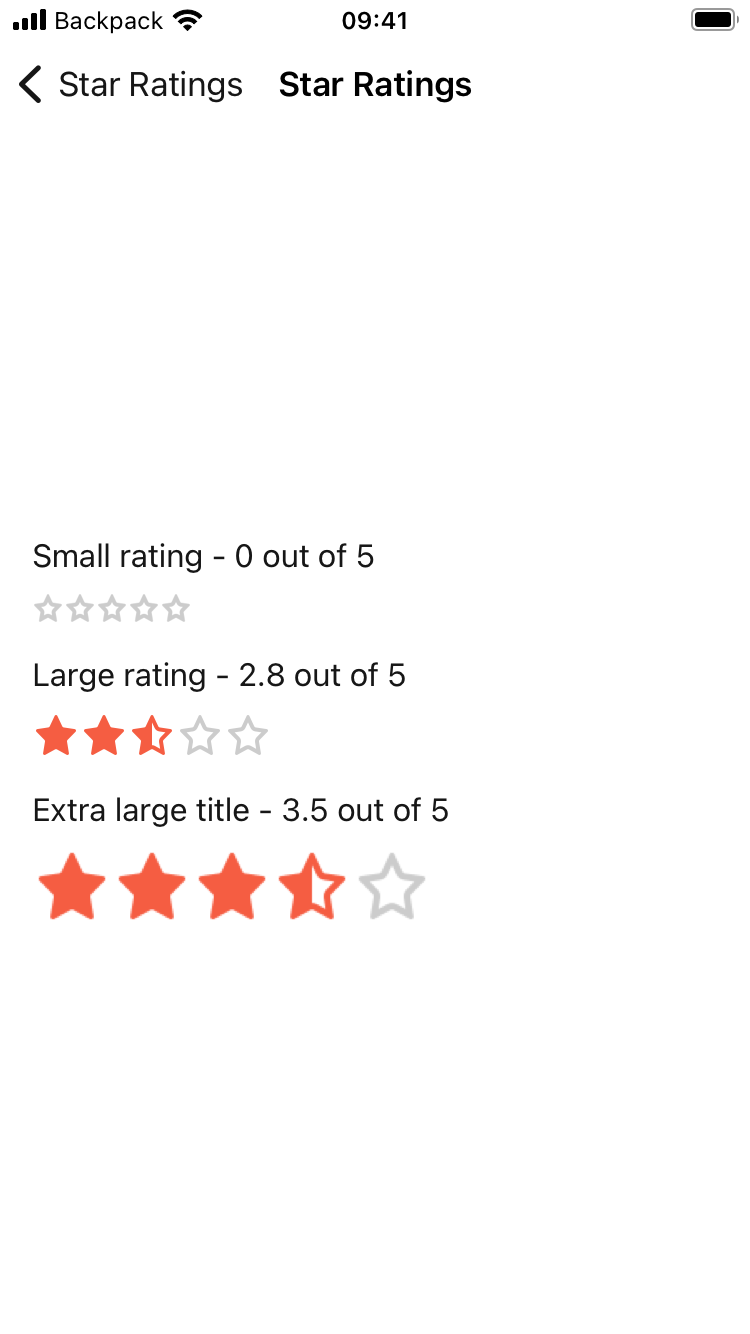 Backpack 09:41
Star Ratings Star Ratings
Small rating - 0 out of 5
Large rating - 2.8 out of 5
Extra large title - 3.5 out of 5